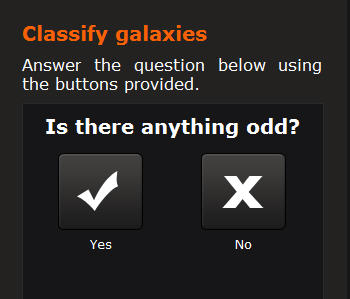 Classify galaxies
Answer the question below using
the buttons provided.
Is there anything odd?
Yes
No